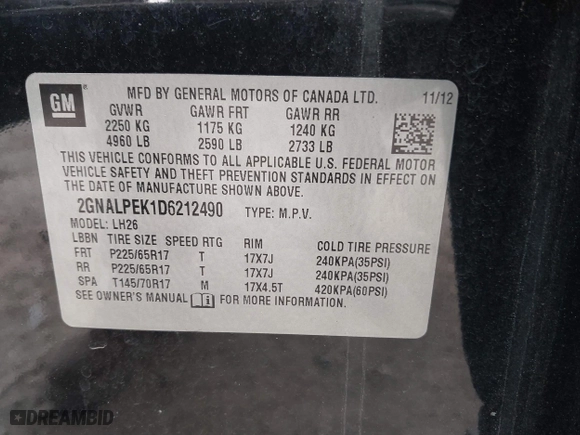 GM
MFD BY GENERAL MOTORS OF CANADA LTD. 11/12
GVWR GAWR FRT GAWR RR
2250 KG 1175 KG 1240 KG
4960 LB 2590 LB 2733 LB
THIS VEHICLE CONFORMS TO ALL APPLICABLE U.S. FEDERAL MOTOR
VEHICLE SAFETY AND THEFT PREVENTION STANDARDS IN EFFECT ON
THE DATE OF MANUFACTURE SHOWN ABOVE.
2GNALPEK1D6212490 TYPE: M.P.V.
MODEL: LH26
LBBN TIRE SIZE SPEED RTG RIM COLD TIRE PRESSURE
FRT P225/65R17 T 17X7J 240KPA(35PSI)
RR P225/65R17 T 17X7J 240KPA(35PSI)
SPA T145/70R17 M 17X4.5T 420KPA(60PSI)
SEE OWNER'S MANUAL FOR ADDITIONAL INFORMATION.
DREAMBID